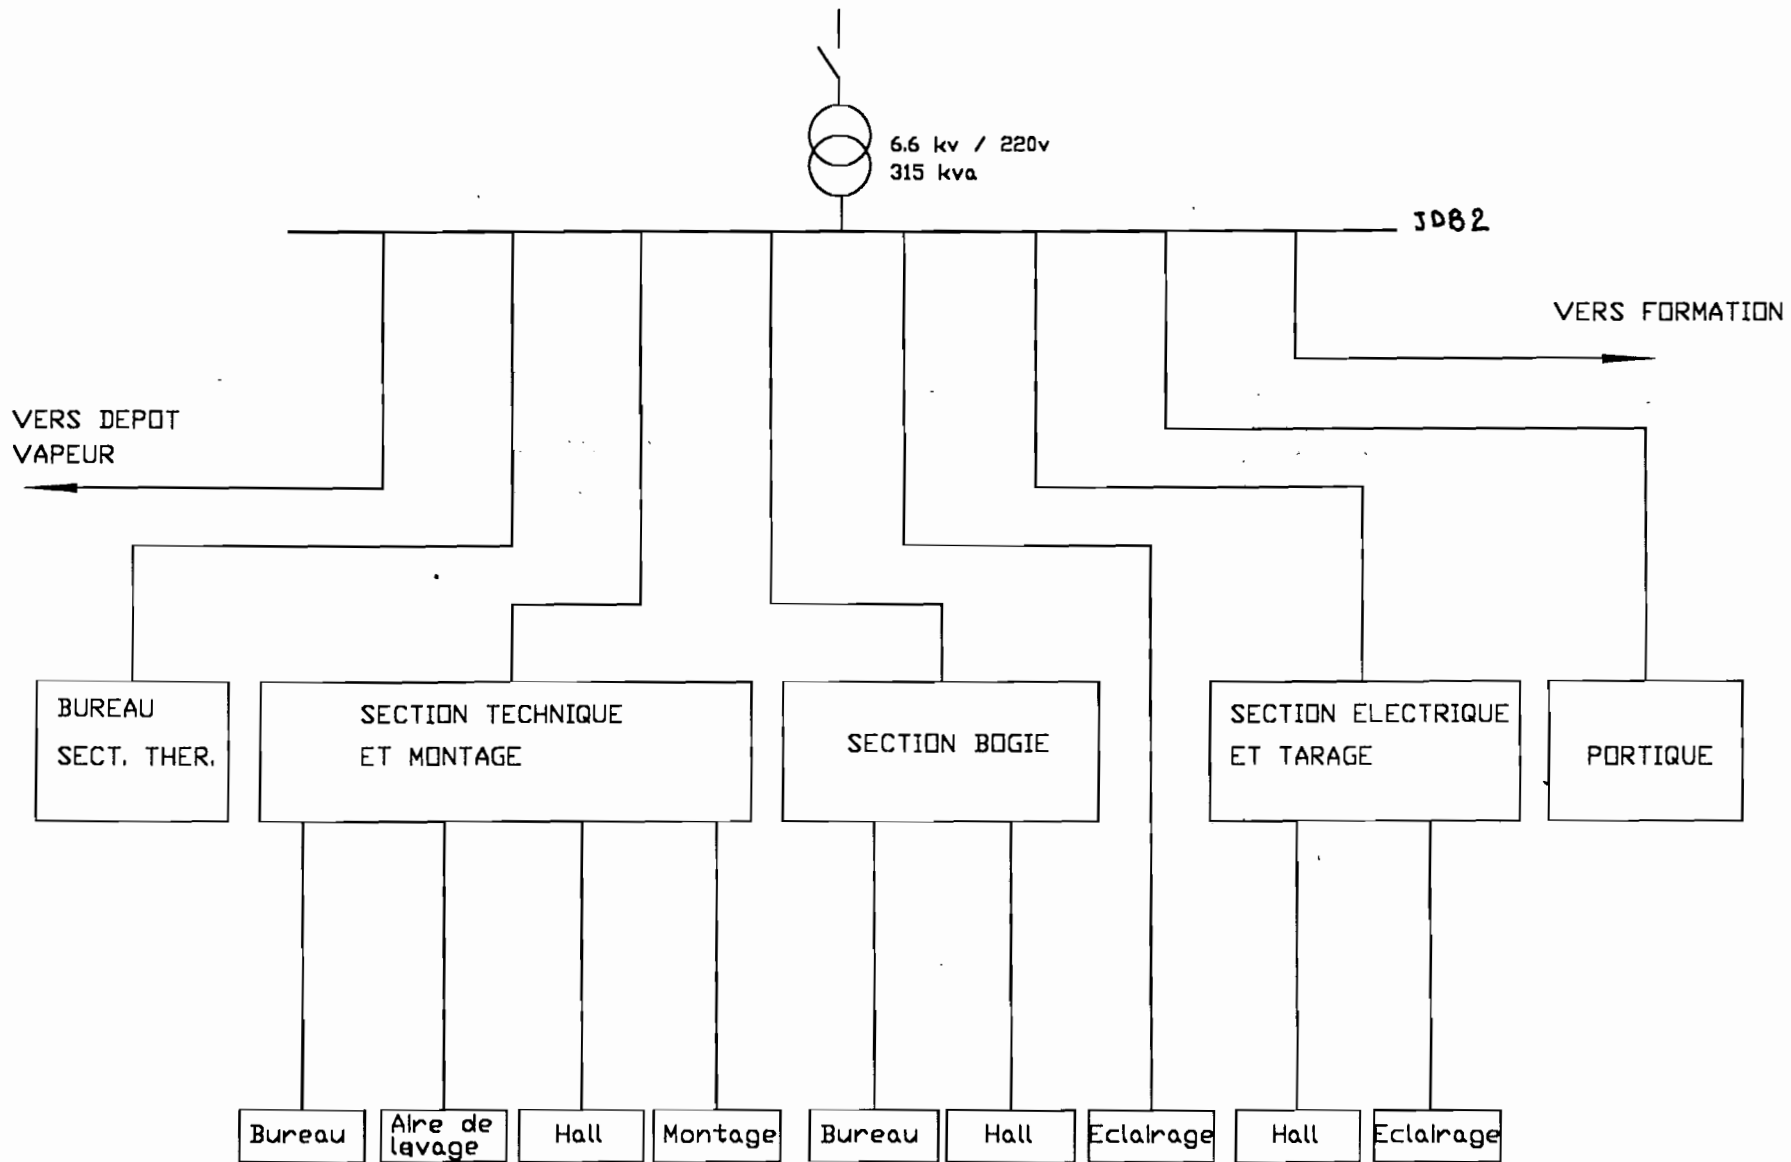 6.6 kv / 220v
315 kva
JDB2
VERS FORMATION
VERS DEPOT
VAPEUR
BUREAU
SECT. THER.
SECTION TECHNIQUE
ET MONTAGE
SECTION BOGIE
SECTION ELECTRIQUE
ET TARAGE
PORTIQUE
Bureau
Aire de
lavage
Hall
Montage
Bureau
Hall
Eclairage
Hall
Eclairage